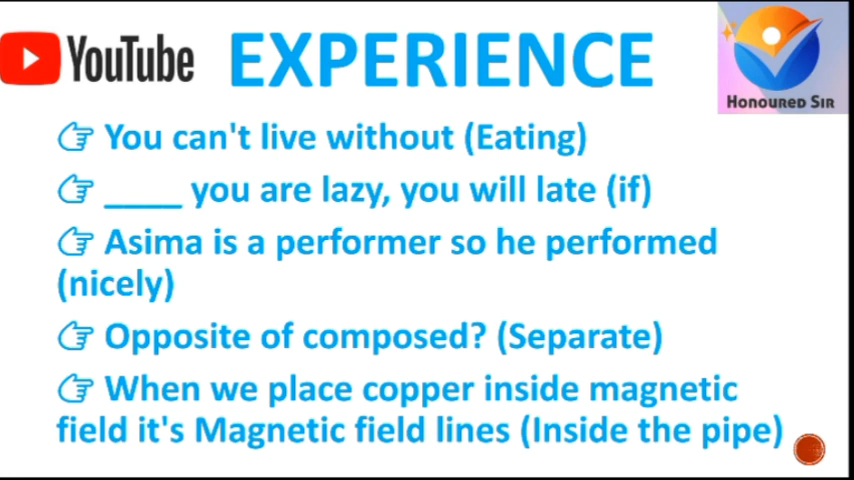 YouTube EXPERIENCE
HONOURED SIR
You can't live without (Eating)
____ you are lazy, you will late (if)
Asima is a performer so he performed
(nicely)
Opposite of composed? (Separate)
When we place copper inside magnetic
field it's Magnetic field lines (Inside the pipe)